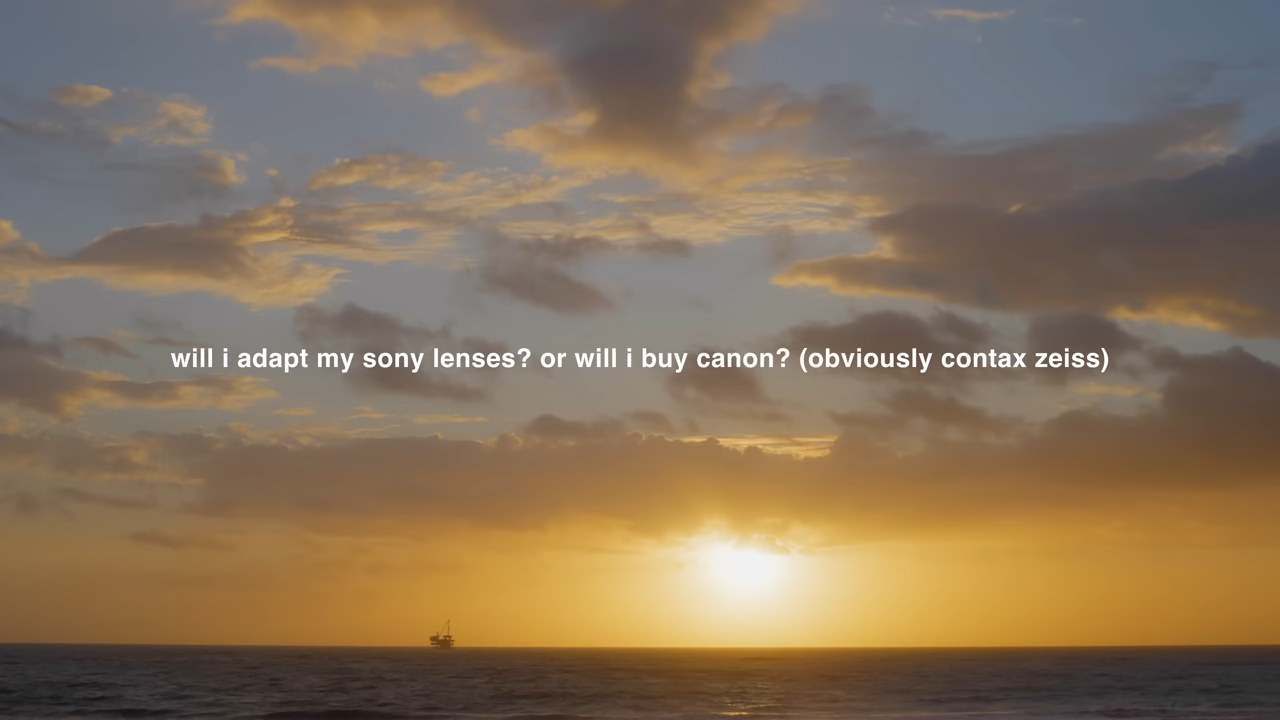 will i adapt my sony lenses? or will i buy canon? (obviously contax zeiss)